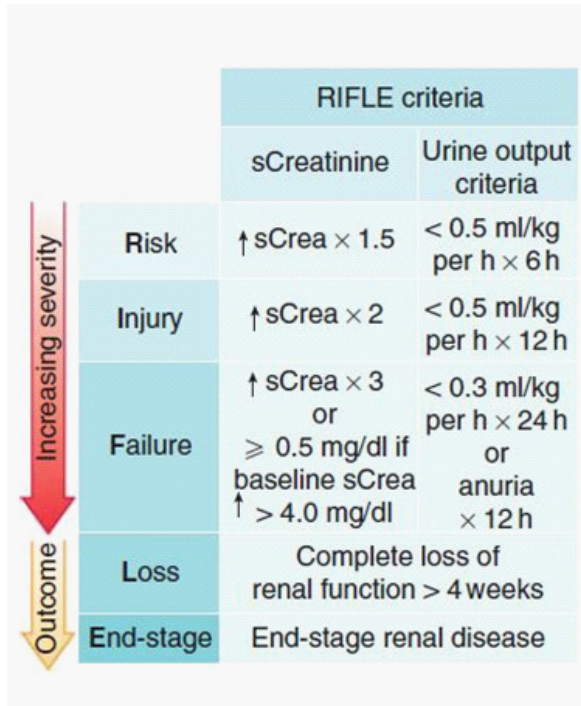 RIFLE criteria
sCreatinine
Urine output
criteria
Increasing severity
Risk
↑ sCrea × 1.5
< 0.5 ml/kg
per h × 6 h
Injury
↑ sCrea × 2
< 0.5 ml/kg
per h × 12 h
Failure
↑ sCrea × 3
or
⩾ 0.5 mg/dl if
baseline sCrea
↑ > 4.0 mg/dl
< 0.3 ml/kg
per h × 24 h
or
anuria
× 12 h
Outcome
Loss
Complete loss of
renal function > 4 weeks
End-stage
End-stage renal disease